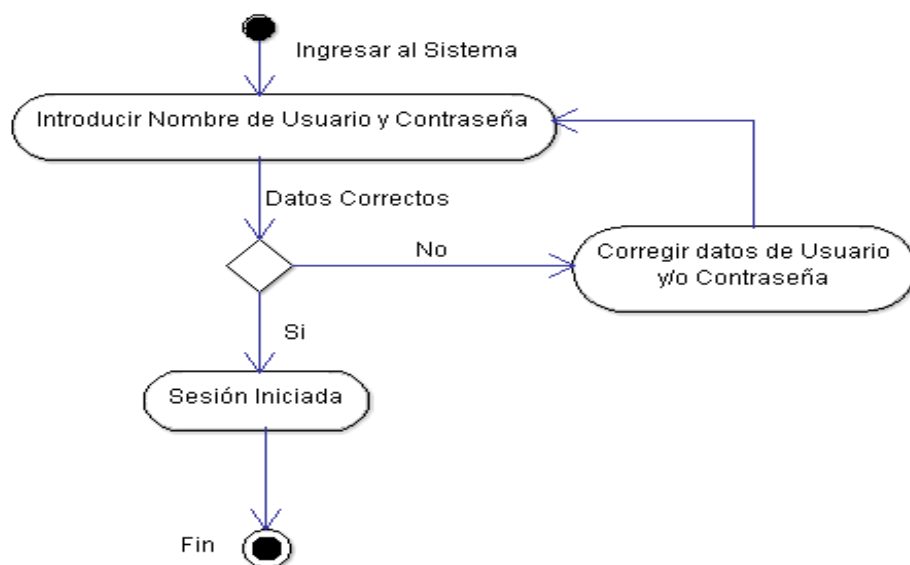 Ingresar al Sistema
Introducir Nombre de Usuario y Contraseña
Datos Correctos
No
Corregir datos de Usuario
y/o Contraseña
Si
Sesión Iniciada
Fin